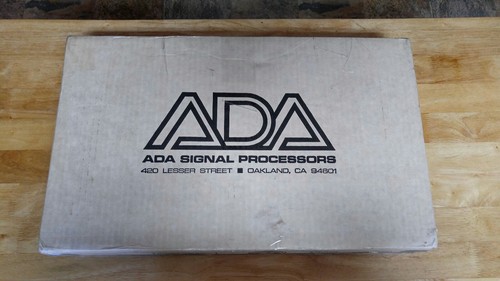 ADA
ADA SIGNAL PROCESSORS
420 LESSER STREET ■ OAKLAND, CA 94601